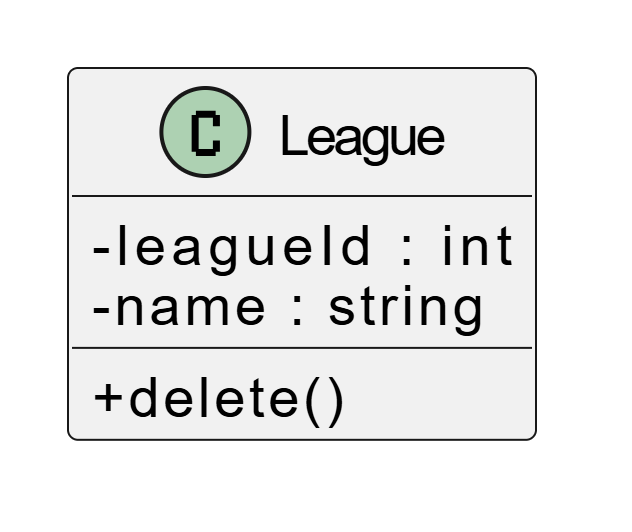 C League
-leagueId : int
-name : string
+delete()